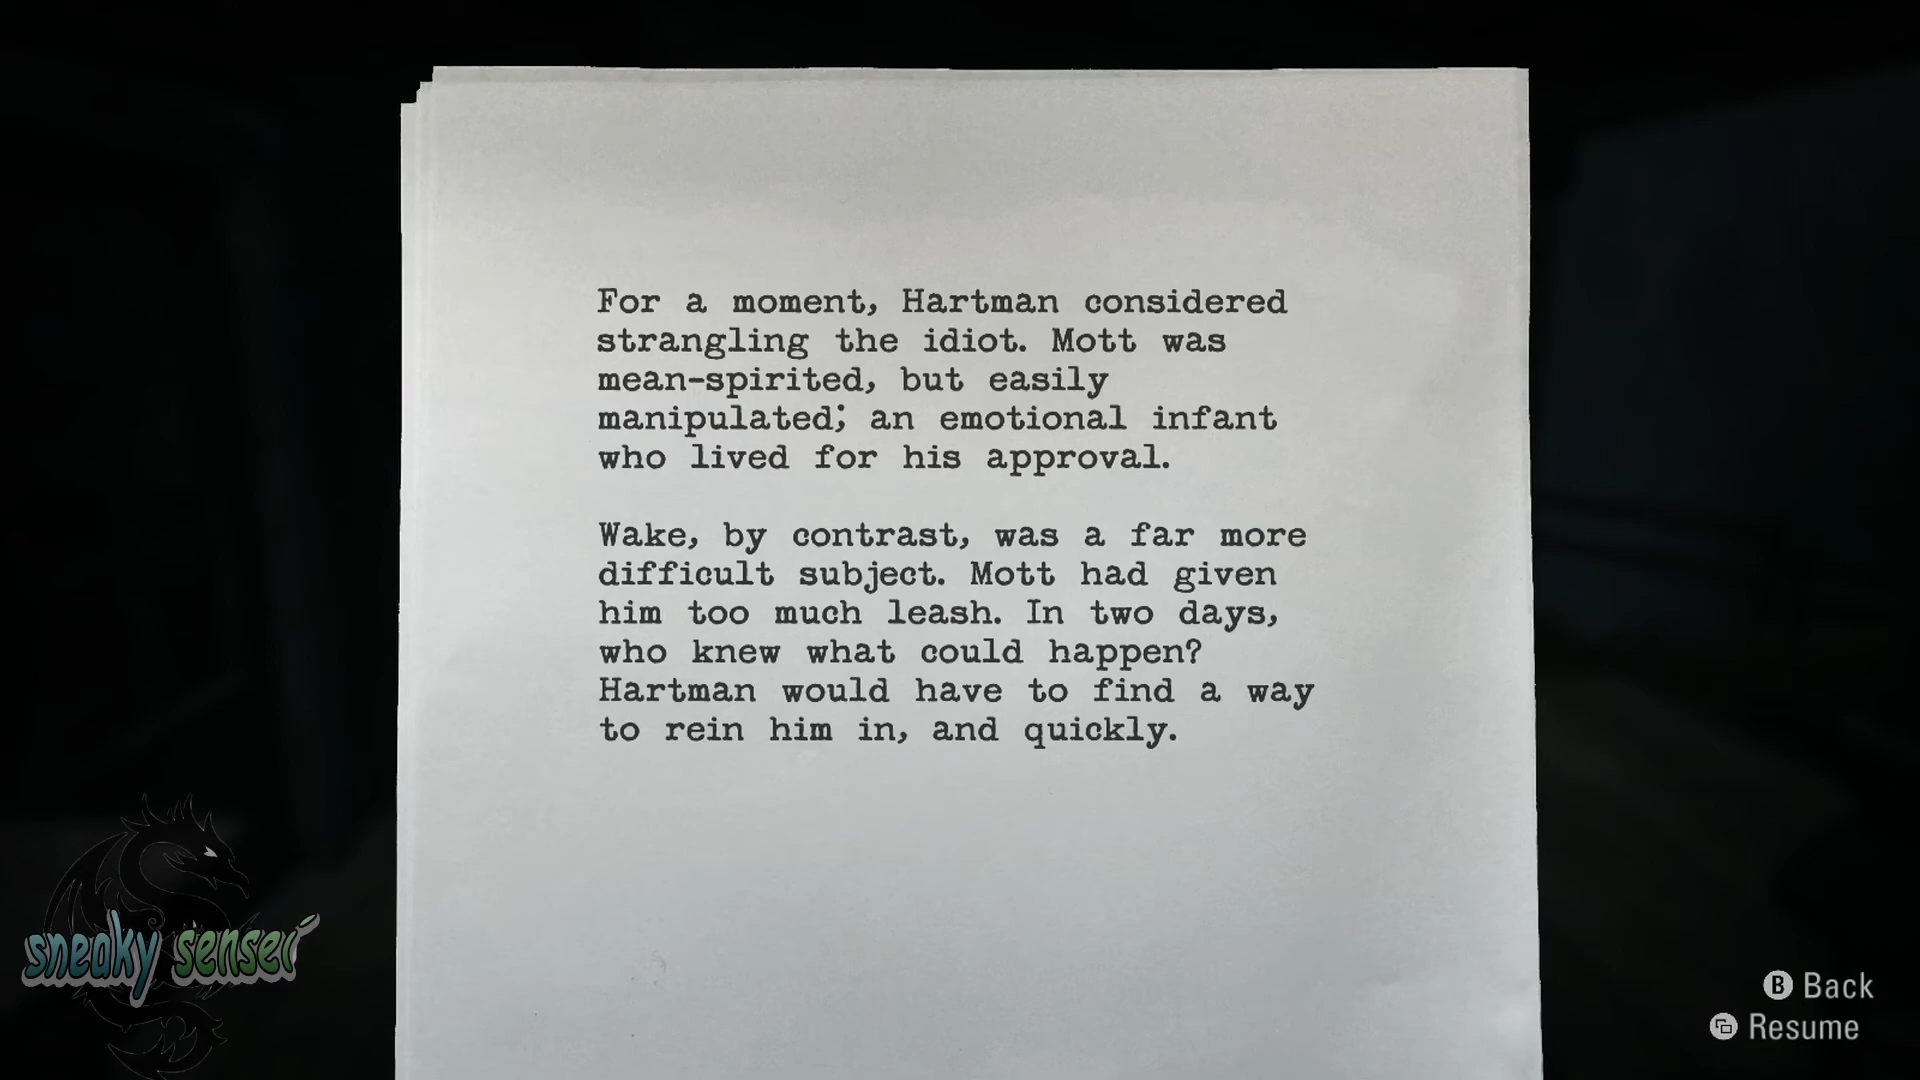 For a moment, Hartman considered
strangling the idiot. Mott was
mean-spirited, but easily
manipulated; an emotional infant
who lived for his approval.
Wake, by contrast, was a far more
difficult subject. Mott had given
him too much leash. In two days,
who knew what could happen?
Hartman would have to find a way
to rein him in, and quickly.
sneaky sensei
B Back
Resume